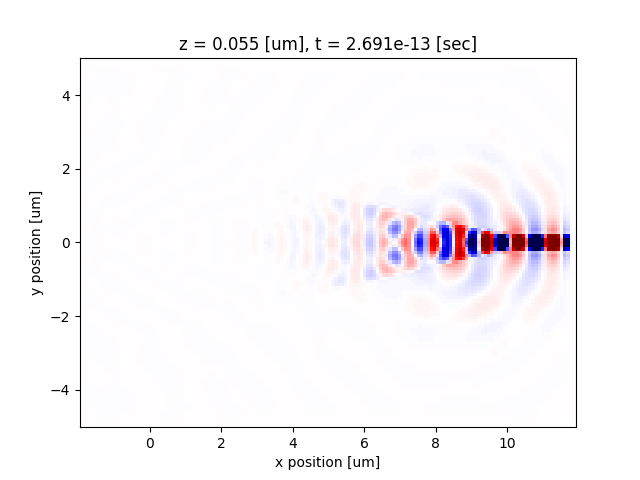 z = 0.055 [um], t = 2.691e-13 [sec]
y position [um]
4
2
0
−2
−4
0 2 4 6 8 10
x position [um]